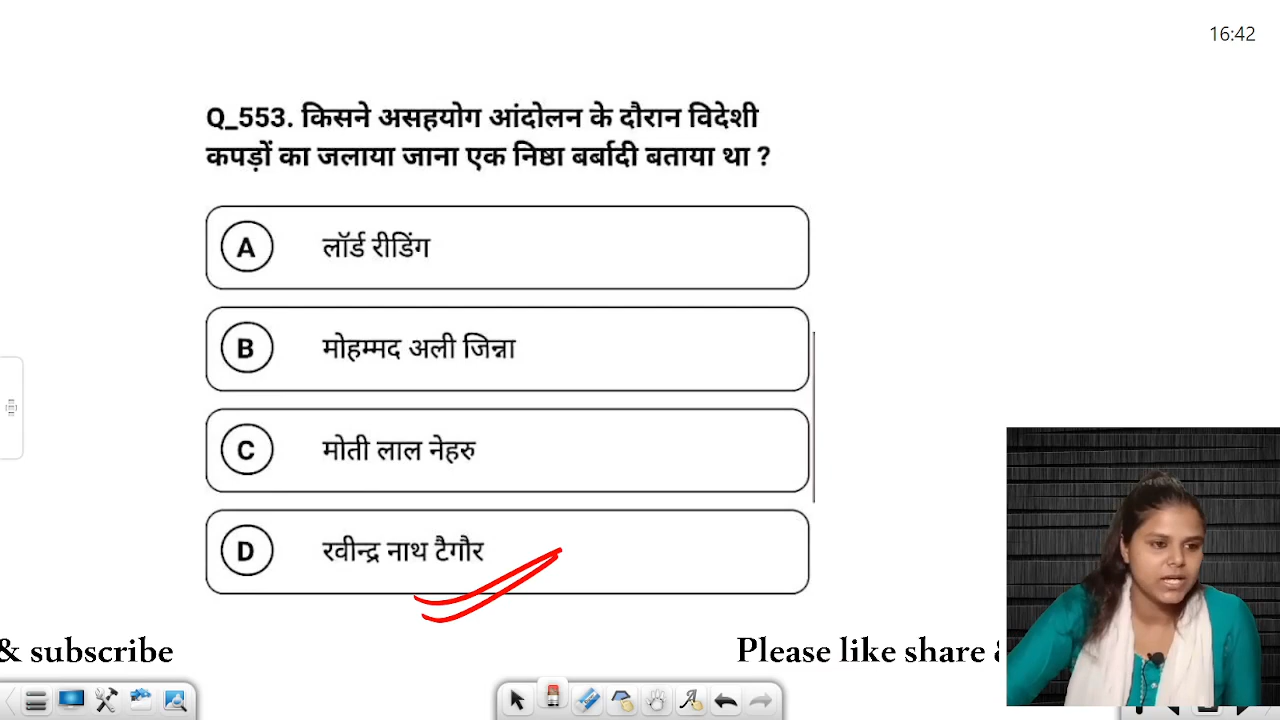 16:42
Q_553. किसने असहयोग आंदोलन के दौरान विदेशी
कपड़ों का जलाया जाना एक निष्ठा बर्बादी बताया था ?
A लॉर्ड रीडिंग
B मोहम्मद अली जिन्ना
C मोती लाल नेहरु
D रवीन्द्र नाथ टैगौर
& subscribe
Please like share &